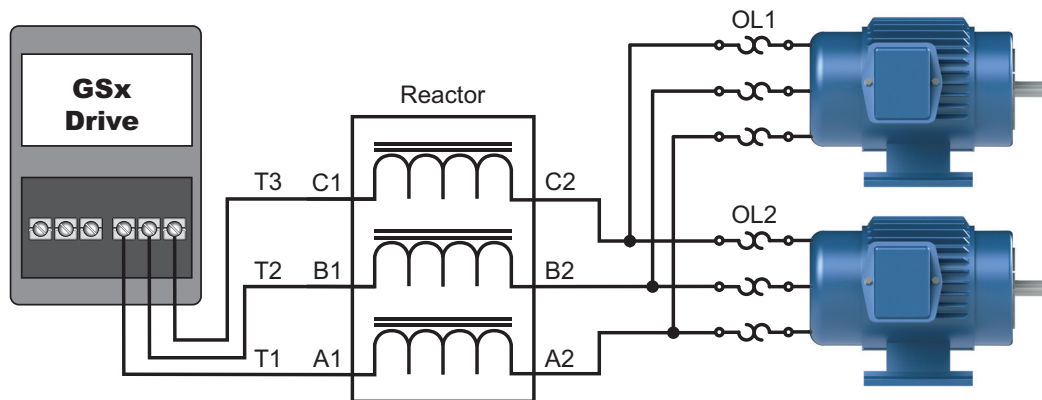 GSx
Drive
Reactor
OL1
T3 C1 C2
OL2
T2 B1 B2
T1 A1 A2